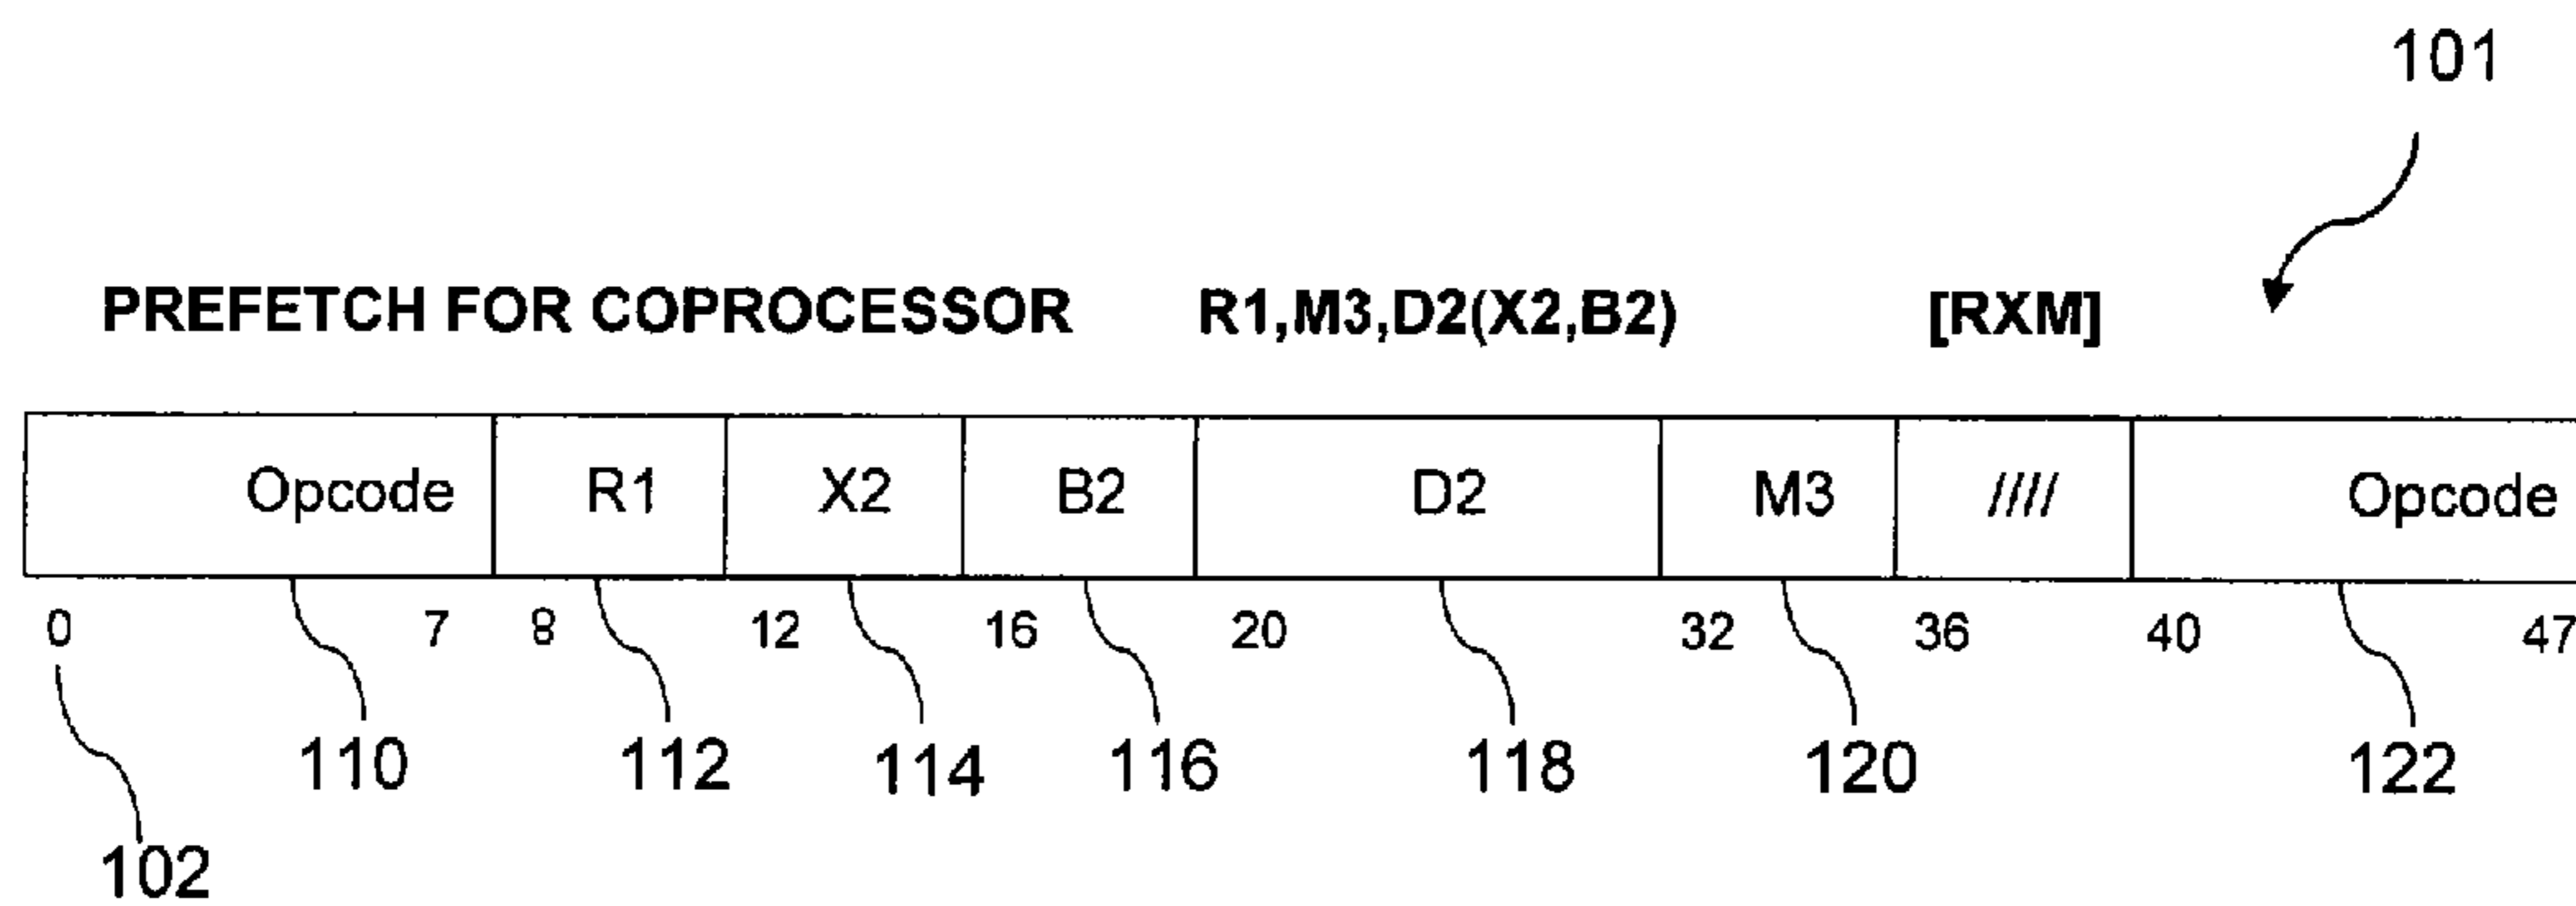 101
PREFETCH FOR COPROCESSOR R1,M3,D2(X2,B2) [RXM]
Opcode R1 X2 B2 D2 M3 //// Opcode
0 7 8 12 16 20 32 36 40 47
110 112 114 116 118 120 122
102